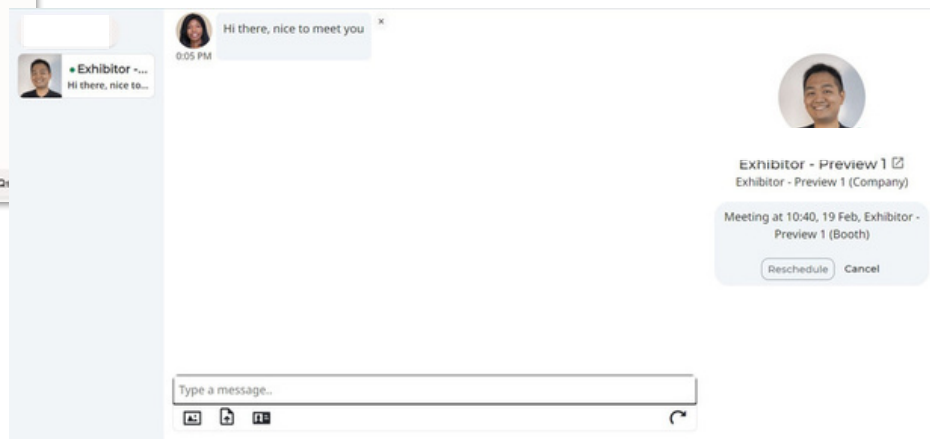 • Exhibitor -...
Hi there, nice to...
Hi there, nice to meet you
×
0:05 PM
Exhibitor - Preview 1
Exhibitor - Preview 1 (Company)
Meeting at 10:40, 19 Feb, Exhibitor -
Preview 1 (Booth)
Reschedule Cancel
Type a message..